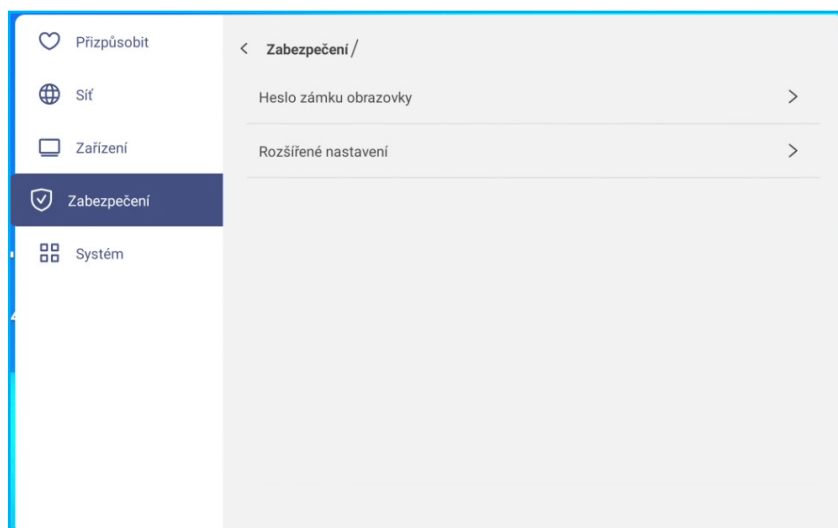 Přizpůsobit
Síť
Zařízení
Zabezpečení
Systém
Zabezpečení /
Heslo zámku obrazovky
Rozšířené nastavení